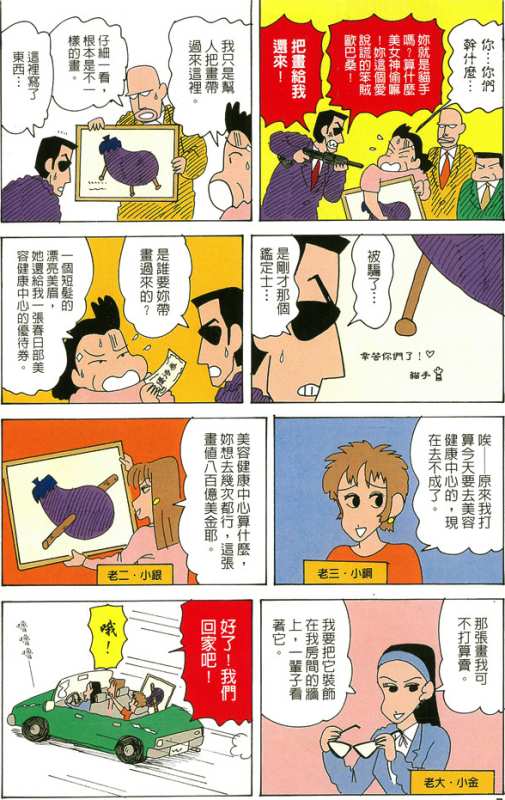 你…你們
幹什麼…
妳就是貓手
嗎？算什麼
美女神偷嘛
！妳這個愛
說謊的笨賊
歐巴桑！
把畫給我
還來！
我只是幫
人把畫帶
過來這裡。
仔細一看，
根本是不一
樣的畫。
這裡寫了
東西…
被騙了…
是剛才那個
鑑定士…
辛苦你們了！♡
貓手
是誰要妳帶
畫過來的？
一個短髮的
漂亮美眉，
她還給我一張春日部美
容健康中心的優待券。
唉──原來我打
算今天要去美容
健康中心的，現
在去不成了。
老三・小銅
美容健康中心算什麼，
妳想去幾次都行，這張
畫值八百億美金耶。
老二・小銀
那張畫我可
不打算賣。
我要把它裝飾
在我房間的牆
上，一輩子看
著它。
老大・小金
好了！我們
回家吧！
哦！
噜噜噜